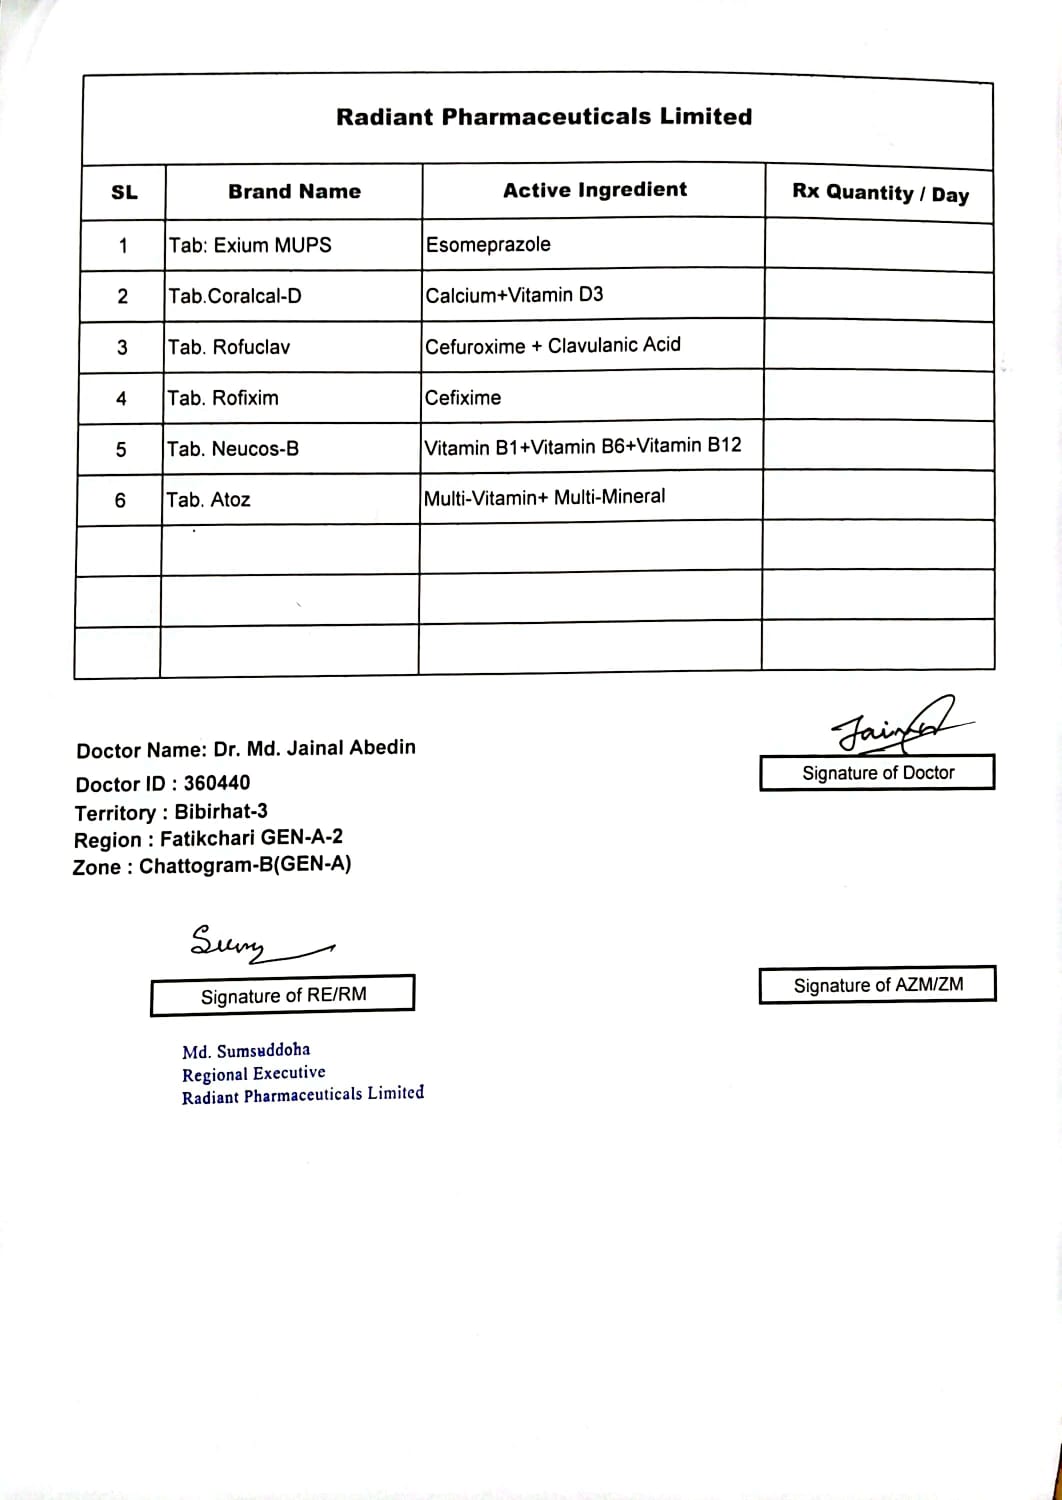 Radiant Pharmaceuticals Limited
SL Brand Name Active Ingredient Rx Quantity / Day
1 Tab: Exium MUPS Esomeprazole
2 Tab.Coralcal-D Calcium+Vitamin D3
3 Tab. Rofuclav Cefuroxime + Clavulanic Acid
4 Tab. Rofixim Cefixime
5 Tab. Neucos-B Vitamin B1+Vitamin B6+Vitamin B12
6 Tab. Atoz Multi-Vitamin+ Multi-Mineral
Signature of Doctor
Doctor Name: Dr. Md. Jainal Abedin
Doctor ID : 360440
Territory : Bibirhat-3
Region : Fatikchari GEN-A-2
Zone : Chattogram-B(GEN-A)
Signature of RE/RM
Signature of AZM/ZM
Md. Sumsuddoha
Regional Executive
Radiant Pharmaceuticals Limited